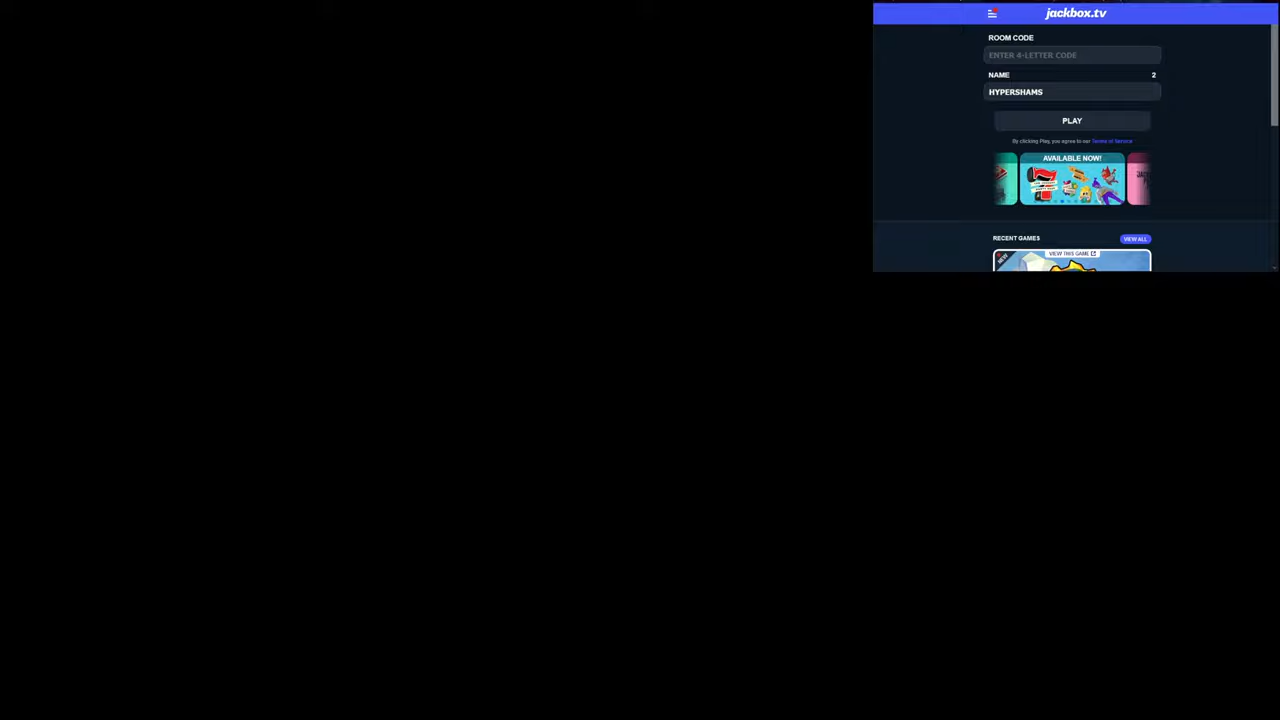 jackbox.tv
ROOM CODE
ENTER 4-LETTER CODE
NAME 2
HYPERSHAMS
PLAY
By clicking Play, you agree to our Terms of Service
AVAILABLE NOW!
RECENT GAMES VIEW ALL
NEW
VIEW THIS GAME